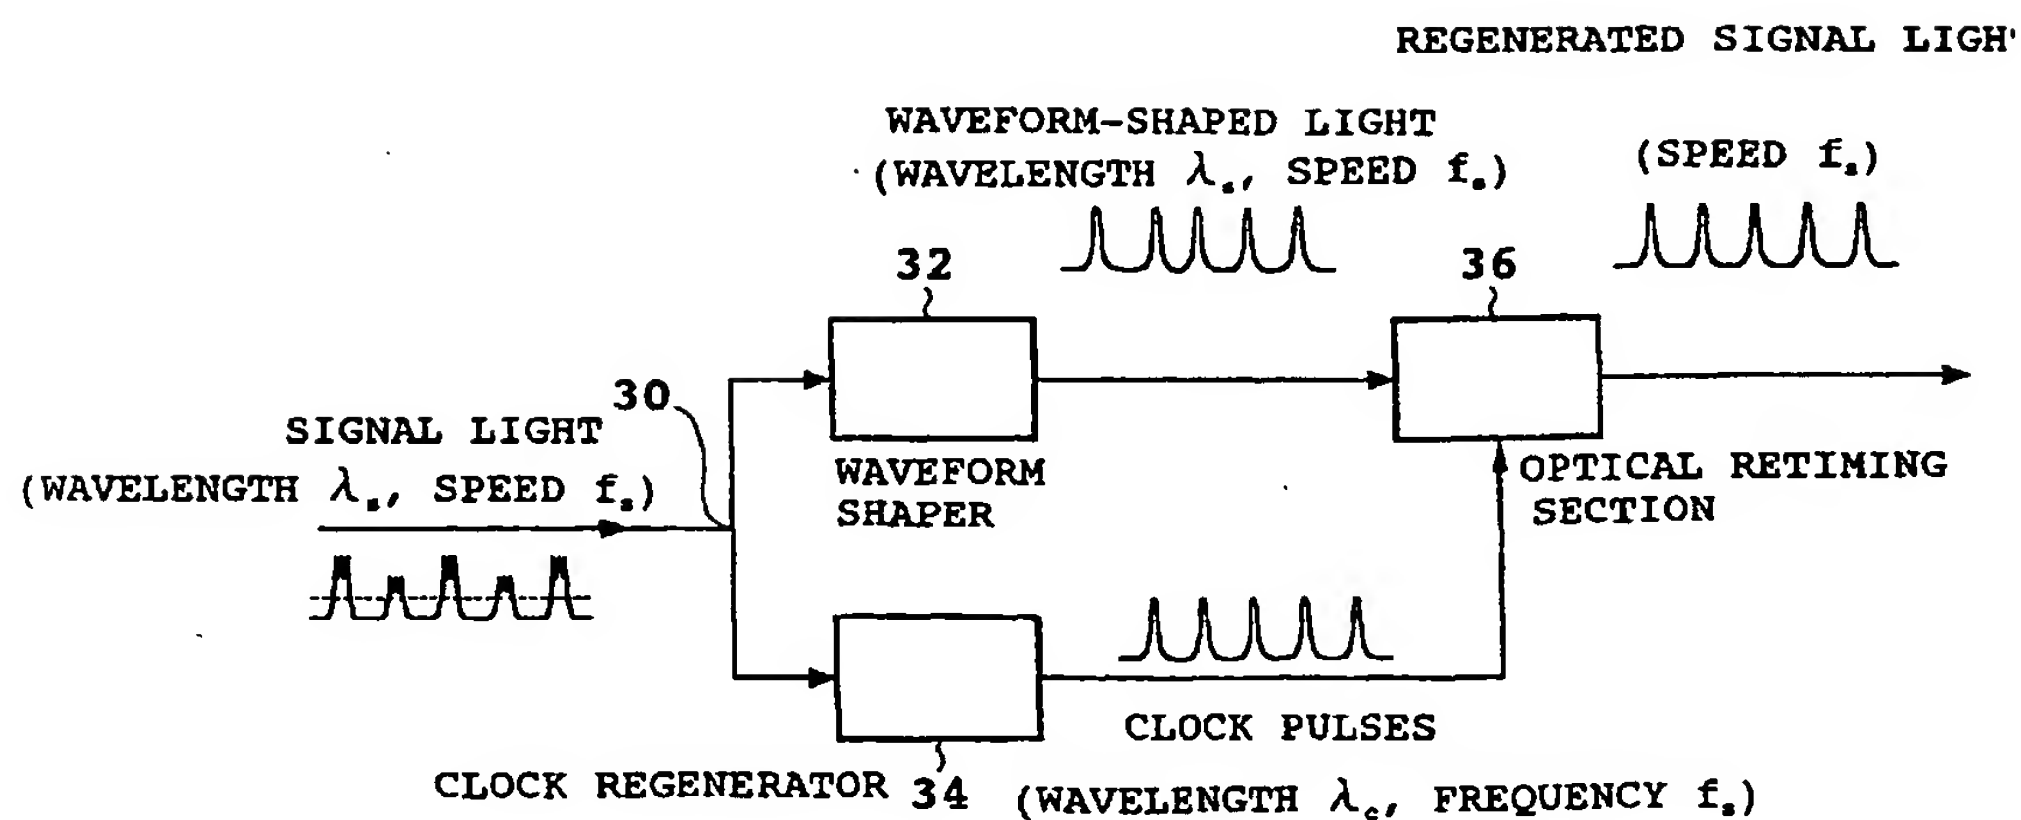 REGENERATED SIGNAL LIGH
WAVEFORM-SHAPED LIGHT
(WAVELENGTH λs, SPEED fs)
(SPEED fs)
32
36
30
SIGNAL LIGHT
(WAVELENGTH λs, SPEED fs)
WAVEFORM
SHAPER
OPTICAL RETIMING
SECTION
CLOCK PULSES
CLOCK REGENERATOR 34
(WAVELENGTH λc, FREQUENCY fs)